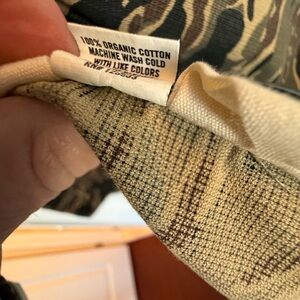 100% ORGANIC COTTON
MACHINE WASH COLD
WITH LIKE COLORS